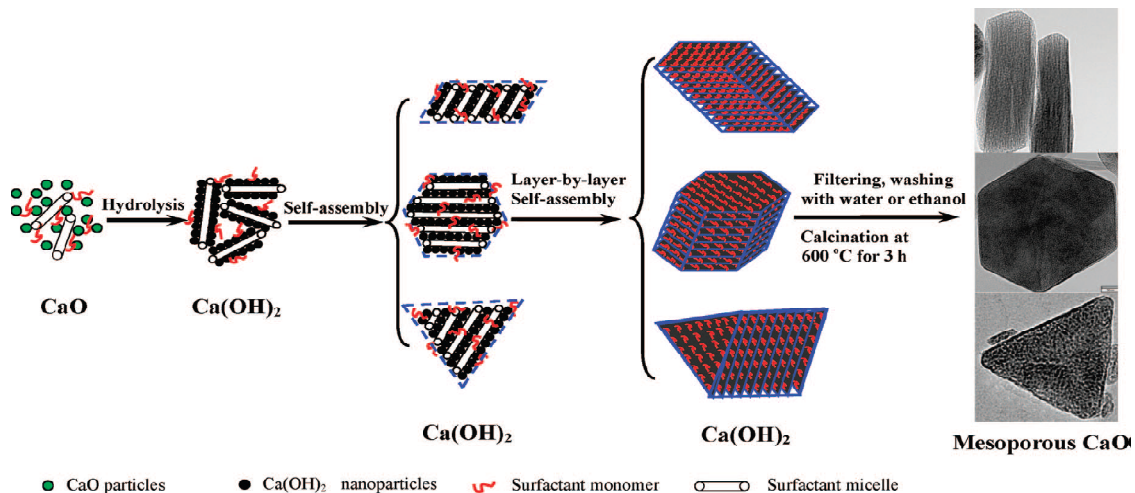 Hydrolysis
Self-assembly
Layer-by-layer
Self-assembly
Filtering, washing
with water or ethanol
Calcination at
600 °C for 3 h
CaO
Ca(OH)₂
Ca(OH)₂
Ca(OH)₂
Mesoporous CaO
CaO particles
Ca(OH)₂ nanoparticles
Surfactant monomer
Surfactant micelle